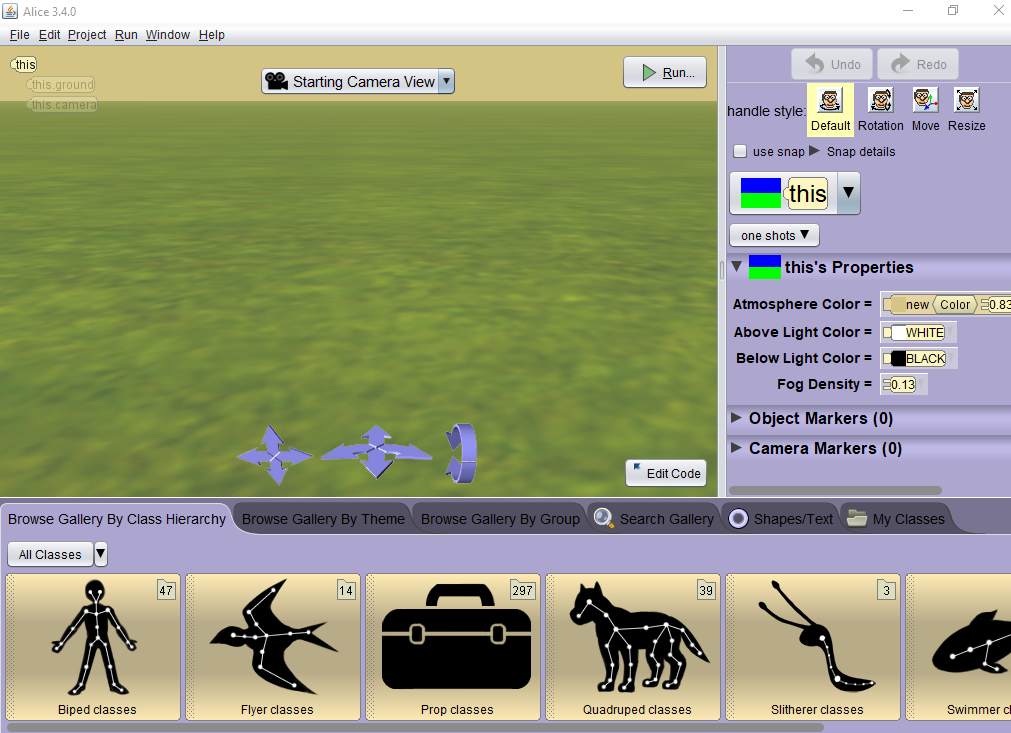 Alice 3.4.0
File Edit Project Run Window Help
this
this.ground
this.camera
Starting Camera View
Run...
Undo Redo
handle style:
Default Rotation Move Resize
use snap Snap details
this
one shots
this's Properties
Atmosphere Color = new Color 0.83
Above Light Color = WHITE
Below Light Color = BLACK
Fog Density = 0.13
Object Markers (0)
Camera Markers (0)
Edit Code
Browse Gallery By Class Hierarchy Browse Gallery By Theme Browse Gallery By Group Search Gallery Shapes/Text My Classes
All Classes
47 14 297 39 3
Biped classes Flyer classes Prop classes Quadruped classes Slitherer classes Swimmer cl